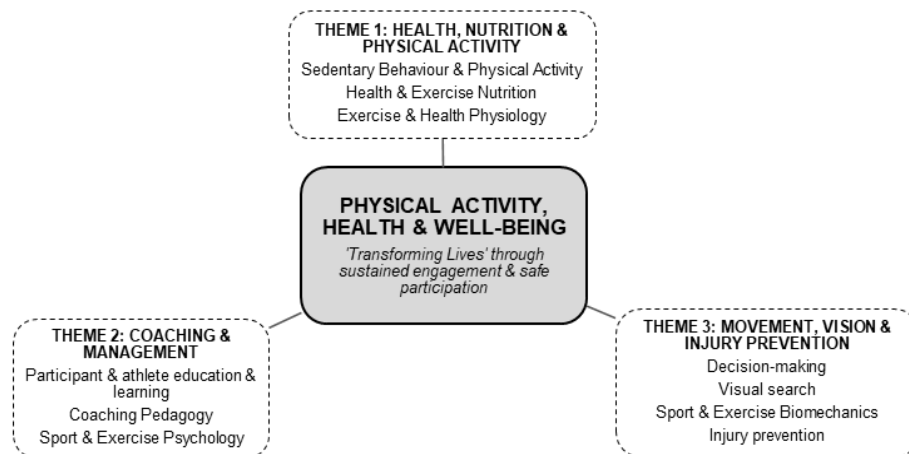 THEME 1: HEALTH, NUTRITION &
PHYSICAL ACTIVITY
Sedentary Behaviour & Physical Activity
Health & Exercise Nutrition
Exercise & Health Physiology
PHYSICAL ACTIVITY,
HEALTH & WELL-BEING
'Transforming Lives' through
sustained engagement & safe
participation
THEME 2: COACHING &
MANAGEMENT
Participant & athlete education &
learning
Coaching Pedagogy
Sport & Exercise Psychology
THEME 3: MOVEMENT, VISION &
INJURY PREVENTION
Decision-making
Visual search
Sport & Exercise Biomechanics
Injury prevention